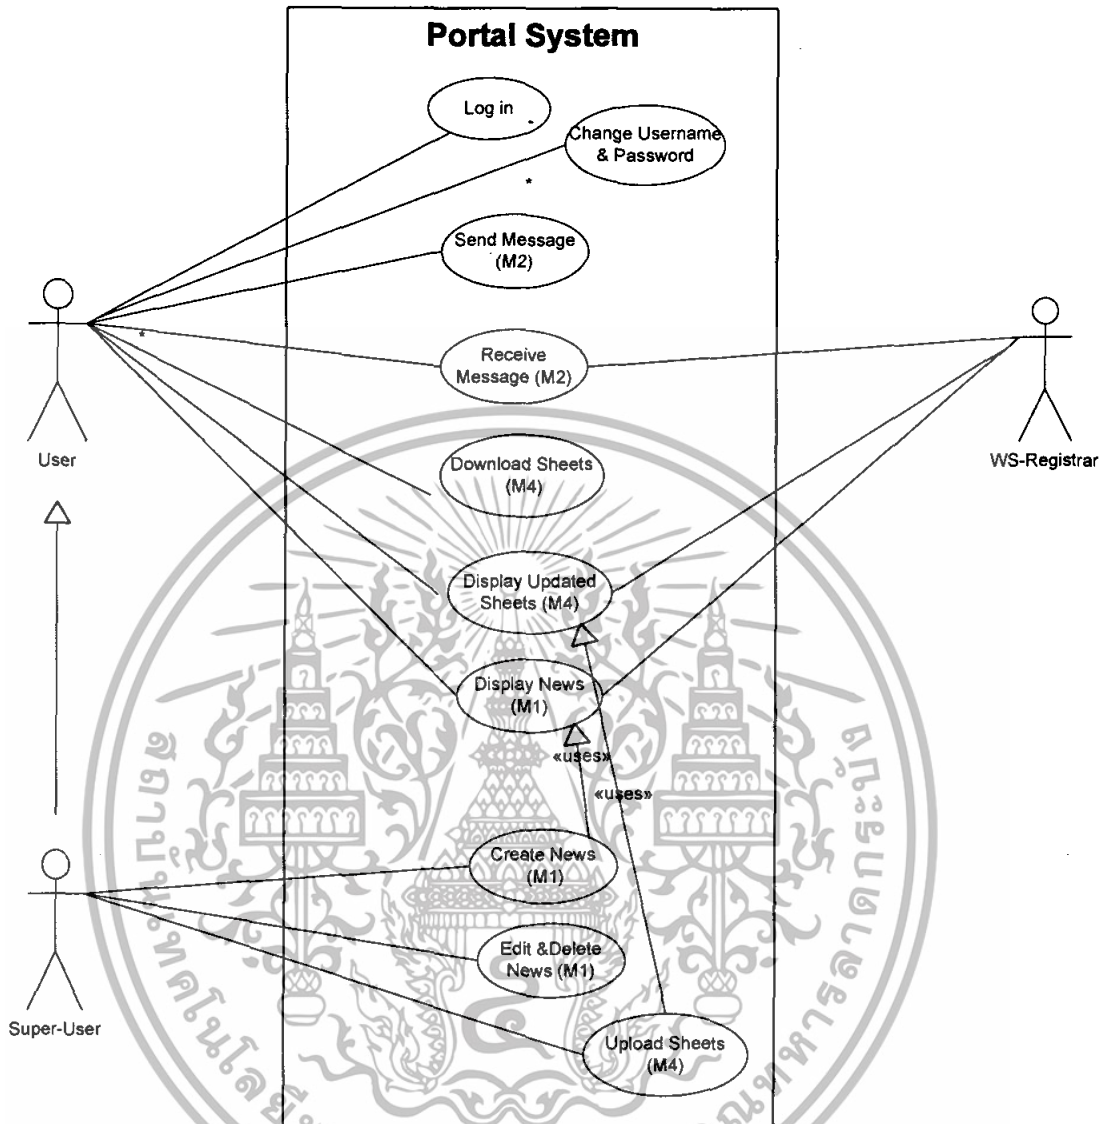 Portal System
Log in
Change Username
& Password
*
Send Message
(M2)
*
Receive
Message (M2)
User
WS-Registrar
Download Sheets
(M4)
Display Updated
Sheets (M4)
Display News
(M1)
«uses»
«uses»
Create News
(M1)
Edit &Delete
News (M1)
Super-User
Upload Sheets
(M4)